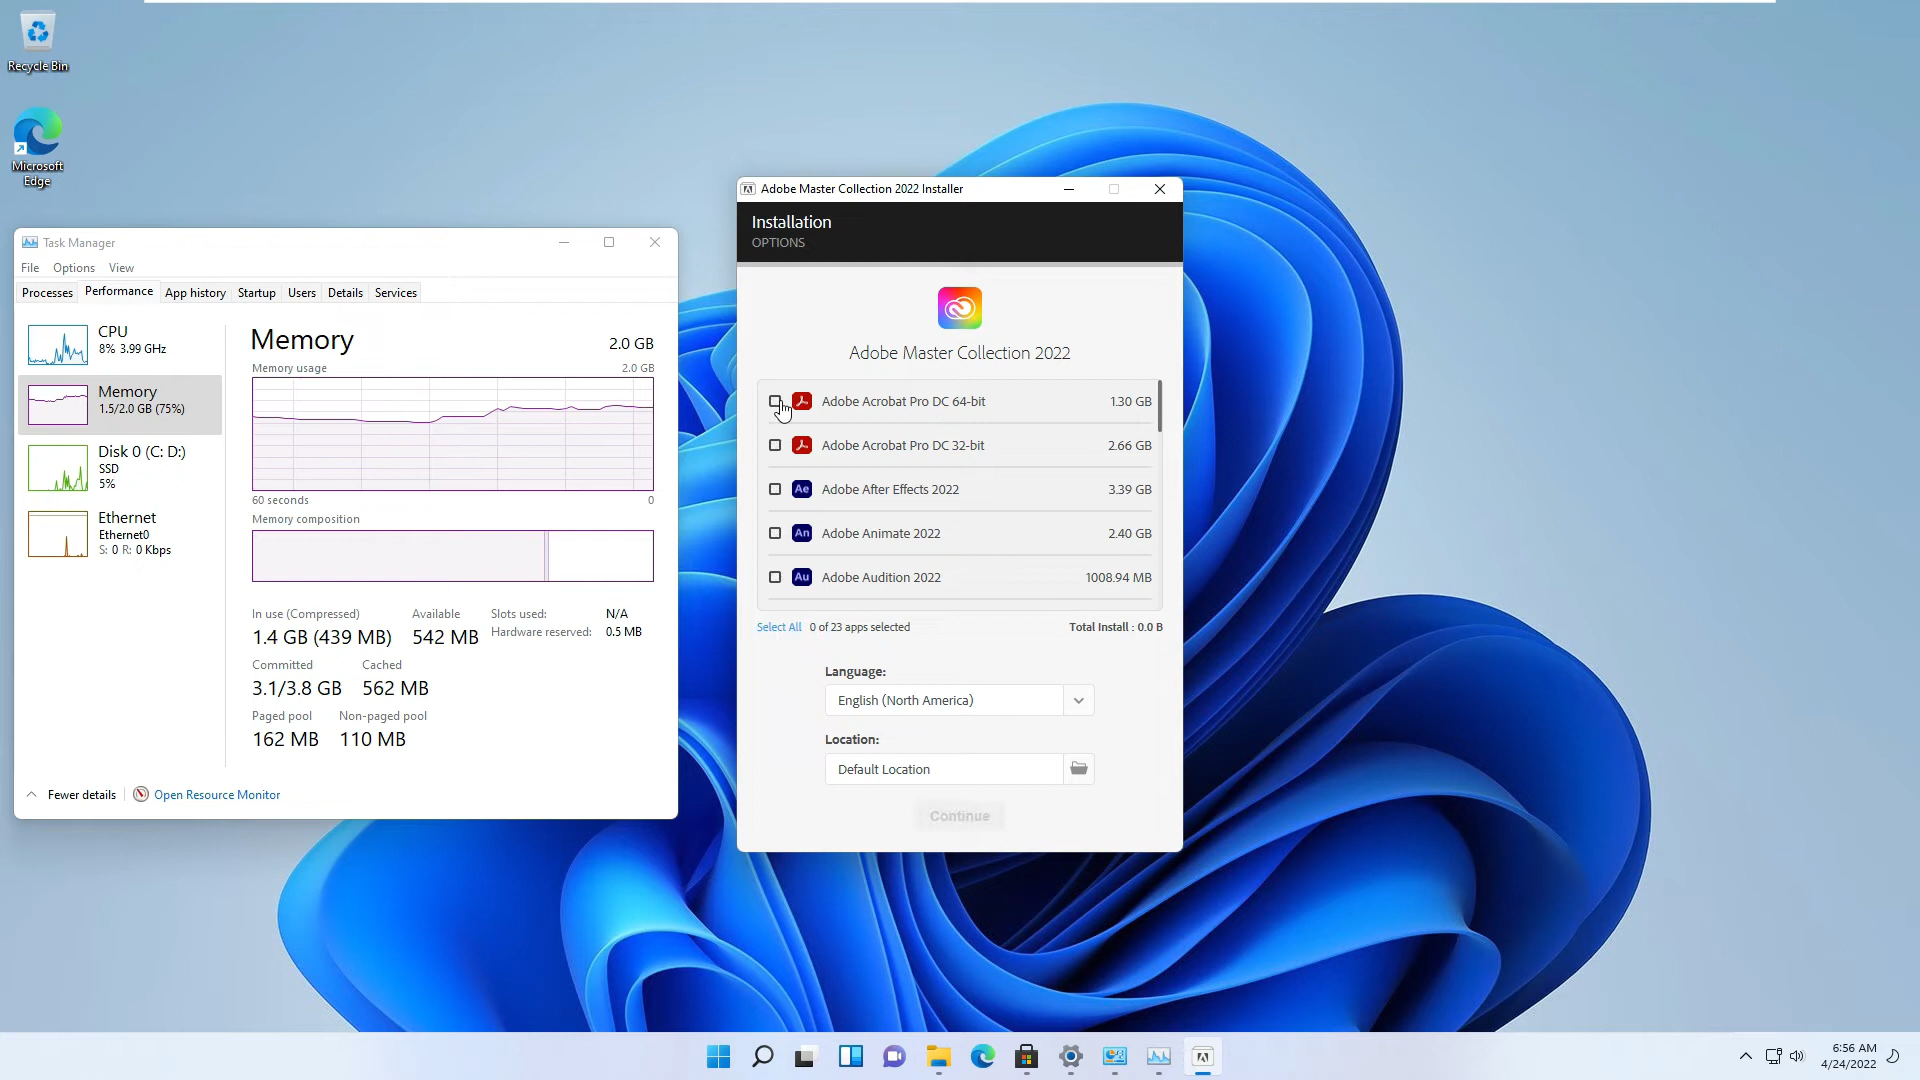 Recycle Bin
Microsoft
Edge
Task Manager
File Options View
Processes Performance App history Startup Users Details Services
CPU
8% 3.99 GHz
Memory
1.5/2.0 GB (75%)
Disk 0 (C: D:)
SSD
5%
Ethernet
Ethernet0
S: 0 R: 0 Kbps
Memory 2.0 GB
Memory usage 2.0 GB
60 seconds 0
Memory composition
In use (Compressed) Available Slots used: N/A
1.4 GB (439 MB) 542 MB Hardware reserved: 0.5 MB
Committed Cached
3.1/3.8 GB 562 MB
Paged pool Non-paged pool
162 MB 110 MB
Fewer details Open Resource Monitor
Adobe Master Collection 2022 Installer
Installation
OPTIONS
Adobe Master Collection 2022
Adobe Acrobat Pro DC 64-bit 1.30 GB
Adobe Acrobat Pro DC 32-bit 2.66 GB
Ae Adobe After Effects 2022 3.39 GB
An Adobe Animate 2022 2.40 GB
Au Adobe Audition 2022 1008.94 MB
Select All 0 of 23 apps selected Total Install : 0.0 B
Language:
English (North America)
Location:
Default Location
Continue
6:56 AM
4/24/2022